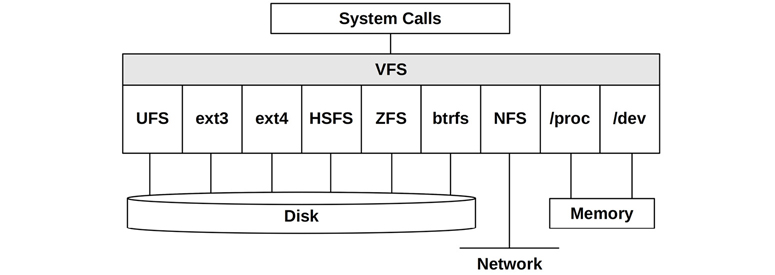 System Calls
VFS
UFS ext3 ext4 HSFS ZFS btrfs NFS /proc /dev
Disk
Memory
Network